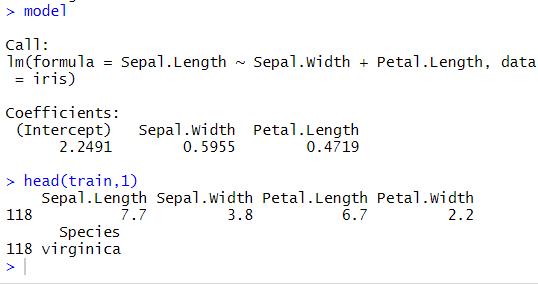 > model
Call:
lm(formula = Sepal.Length ~ Sepal.Width + Petal.Length, data
 = iris)
Coefficients:
 (Intercept)   Sepal.Width  Petal.Length
      2.2491        0.5955        0.4719
> head(train,1)
    Sepal.Length Sepal.Width Petal.Length Petal.Width
118          7.7         3.8          6.7         2.2
      Species
118 virginica
>